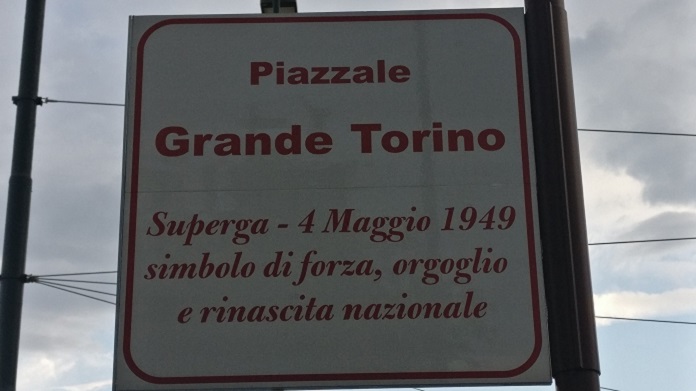 Piazzale
Grande Torino
Superga - 4 Maggio 1949
simbolo di forza, orgoglio
e rinascita nazionale